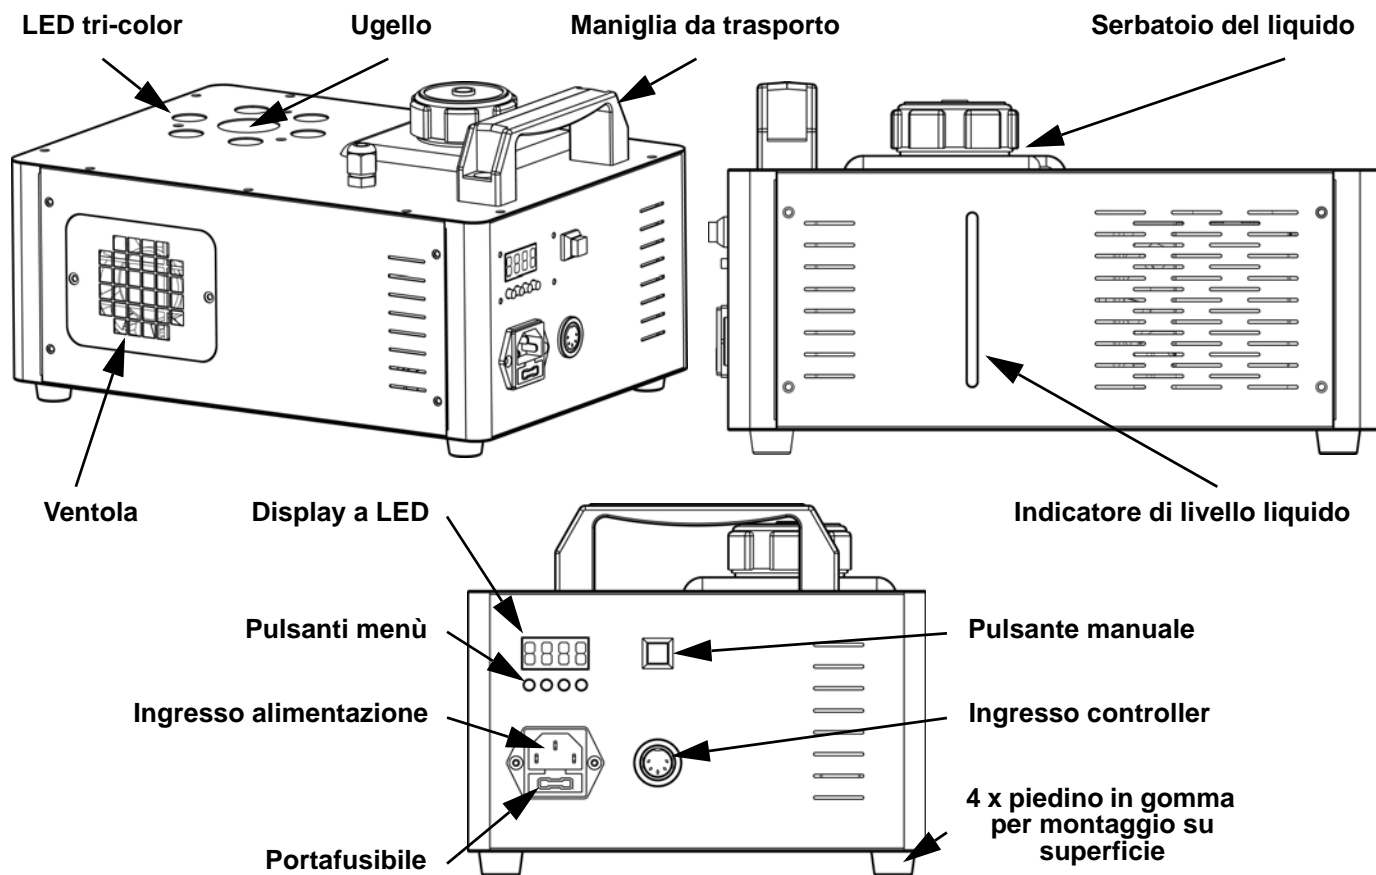 LED tri-color
Ugello
Maniglia da trasporto
Serbatoio del liquido
Ventola
Display a LED
Indicatore di livello liquido
Pulsanti menù
Pulsante manuale
Ingresso alimentazione
Ingresso controller
Portafusibile
4 x piedino in gomma
per montaggio su
superficie